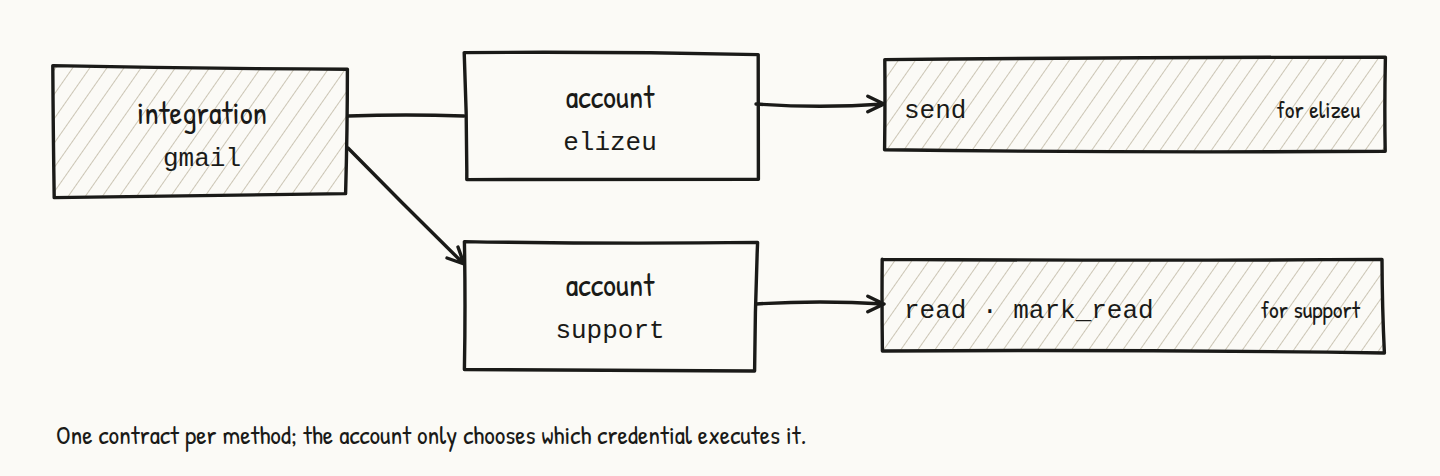 integration
gmail
account
elizeu
send
for elizeu
account
support
read · mark_read
for support
One contract per method; the account only chooses which credential executes it.